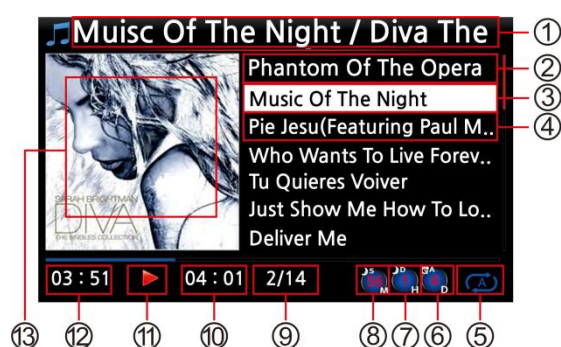 Muisc Of The Night / Diva The
①
Phantom Of The Opera
②
Music Of The Night
③
Pie Jesu(Featuring Paul M..
④
Who Wants To Live Forev..
Tu Quieres Voiver
Just Show Me How To Lo..
Deliver Me
SARAH BRIGHTMAN
DIVA
THE SINGLES COLLECTION
03 : 51
04 : 01
2/14
S
M
D
H
A
D
A
⑬ ⑫ ⑪ ⑩ ⑨ ⑧ ⑦ ⑥ ⑤